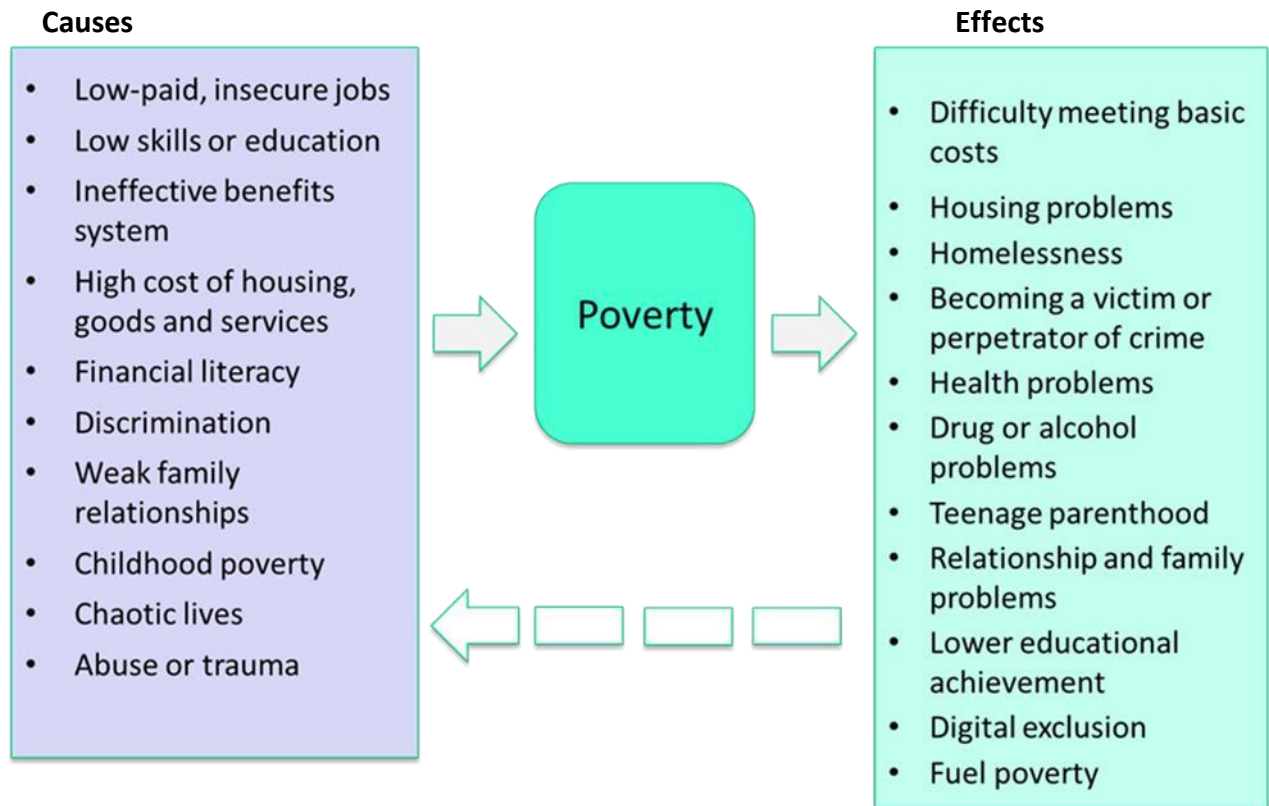 Causes
• Low-paid, insecure jobs
• Low skills or education
• Ineffective benefits
system
• High cost of housing,
goods and services
• Financial literacy
• Discrimination
• Weak family
relationships
• Childhood poverty
• Chaotic lives
• Abuse or trauma
Poverty
Effects
• Difficulty meeting basic
costs
• Housing problems
• Homelessness
• Becoming a victim or
perpetrator of crime
• Health problems
• Drug or alcohol
problems
• Teenage parenthood
• Relationship and family
problems
• Lower educational
achievement
• Digital exclusion
• Fuel poverty